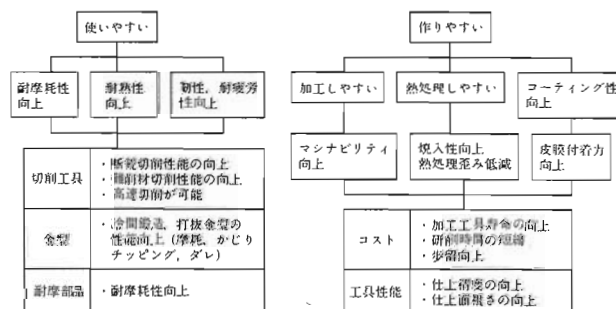 使いやすい
耐摩耗性
向上
耐熱性
向上
靭性，耐疲労
性向上
切削工具
・断続切削性能の向上
・難削材切削性能の向上
・高速切削が可能
金型
・冷間鍛造，打抜金型の
性能向上（摩耗，かじり
チッピング，ダレ）
耐摩部品
・耐摩耗性向上
作りやすい
加工しやすい
熱処理しやすい
コーティング性
向上
マシナビリティ
向上
焼入性向上
熱処理歪み低減
皮膜付着力
向上
コスト
・加工工具寿命の向上
・研削時間の短縮
・歩留向上
工具性能
・仕上精度の向上
・仕上面粗さの向上